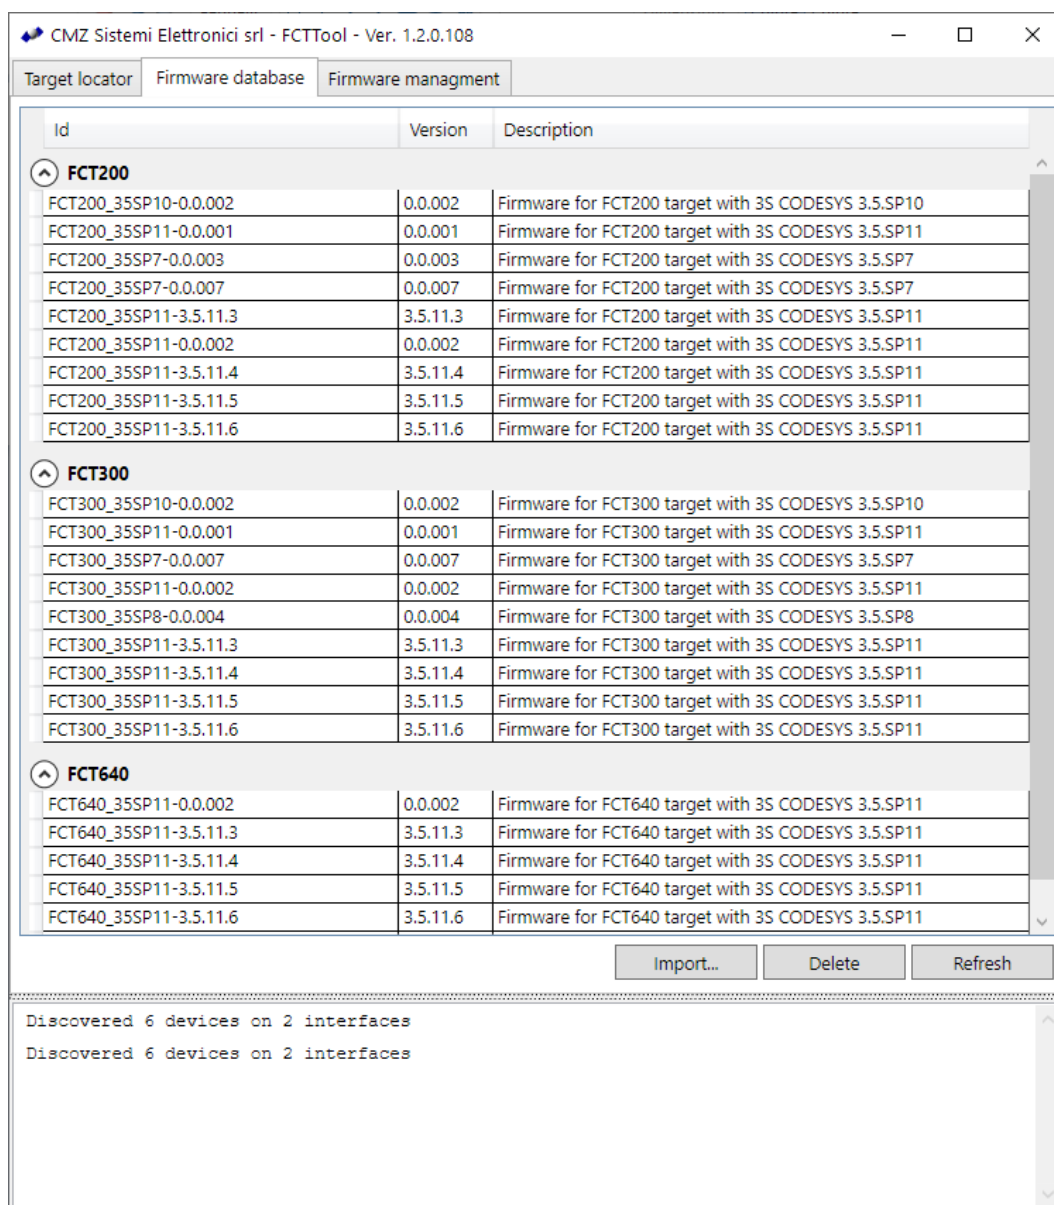 CMZ Sistemi Elettronici srl - FCTTool - Ver. 1.2.0.108
Target locator Firmware database Firmware managment
Id Version Description
FCT200
FCT200_35SP10-0.0.002 0.0.002 Firmware for FCT200 target with 3S CODESYS 3.5.SP10
FCT200_35SP11-0.0.001 0.0.001 Firmware for FCT200 target with 3S CODESYS 3.5.SP11
FCT200_35SP7-0.0.003 0.0.003 Firmware for FCT200 target with 3S CODESYS 3.5.SP7
FCT200_35SP7-0.0.007 0.0.007 Firmware for FCT200 target with 3S CODESYS 3.5.SP7
FCT200_35SP11-3.5.11.3 3.5.11.3 Firmware for FCT200 target with 3S CODESYS 3.5.SP11
FCT200_35SP11-0.0.002 0.0.002 Firmware for FCT200 target with 3S CODESYS 3.5.SP11
FCT200_35SP11-3.5.11.4 3.5.11.4 Firmware for FCT200 target with 3S CODESYS 3.5.SP11
FCT200_35SP11-3.5.11.5 3.5.11.5 Firmware for FCT200 target with 3S CODESYS 3.5.SP11
FCT200_35SP11-3.5.11.6 3.5.11.6 Firmware for FCT200 target with 3S CODESYS 3.5.SP11
FCT300
FCT300_35SP10-0.0.002 0.0.002 Firmware for FCT300 target with 3S CODESYS 3.5.SP10
FCT300_35SP11-0.0.001 0.0.001 Firmware for FCT300 target with 3S CODESYS 3.5.SP11
FCT300_35SP7-0.0.007 0.0.007 Firmware for FCT300 target with 3S CODESYS 3.5.SP7
FCT300_35SP11-0.0.002 0.0.002 Firmware for FCT300 target with 3S CODESYS 3.5.SP11
FCT300_35SP8-0.0.004 0.0.004 Firmware for FCT300 target with 3S CODESYS 3.5.SP8
FCT300_35SP11-3.5.11.3 3.5.11.3 Firmware for FCT300 target with 3S CODESYS 3.5.SP11
FCT300_35SP11-3.5.11.4 3.5.11.4 Firmware for FCT300 target with 3S CODESYS 3.5.SP11
FCT300_35SP11-3.5.11.5 3.5.11.5 Firmware for FCT300 target with 3S CODESYS 3.5.SP11
FCT300_35SP11-3.5.11.6 3.5.11.6 Firmware for FCT300 target with 3S CODESYS 3.5.SP11
FCT640
FCT640_35SP11-0.0.002 0.0.002 Firmware for FCT640 target with 3S CODESYS 3.5.SP11
FCT640_35SP11-3.5.11.3 3.5.11.3 Firmware for FCT640 target with 3S CODESYS 3.5.SP11
FCT640_35SP11-3.5.11.4 3.5.11.4 Firmware for FCT640 target with 3S CODESYS 3.5.SP11
FCT640_35SP11-3.5.11.5 3.5.11.5 Firmware for FCT640 target with 3S CODESYS 3.5.SP11
FCT640_35SP11-3.5.11.6 3.5.11.6 Firmware for FCT640 target with 3S CODESYS 3.5.SP11
Import... Delete Refresh
Discovered 6 devices on 2 interfaces
Discovered 6 devices on 2 interfaces